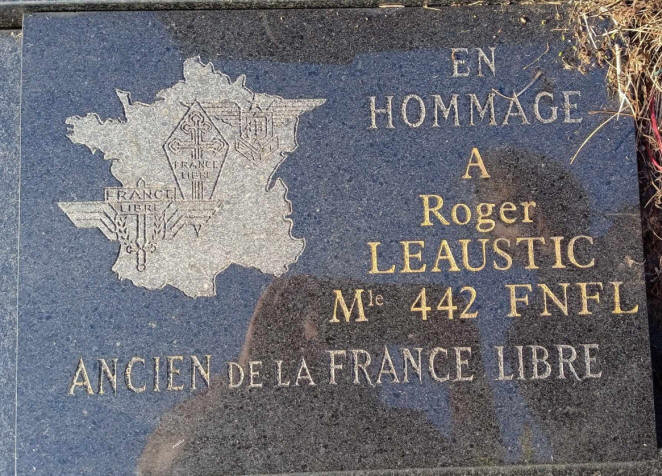 FRANCE
LIBRE
FRANCE
LIBRE
EN
HOMMAGE
A
Roger
LEAUSTIC
Mle 442 FNFL
ANCIEN DE LA FRANCE LIBRE